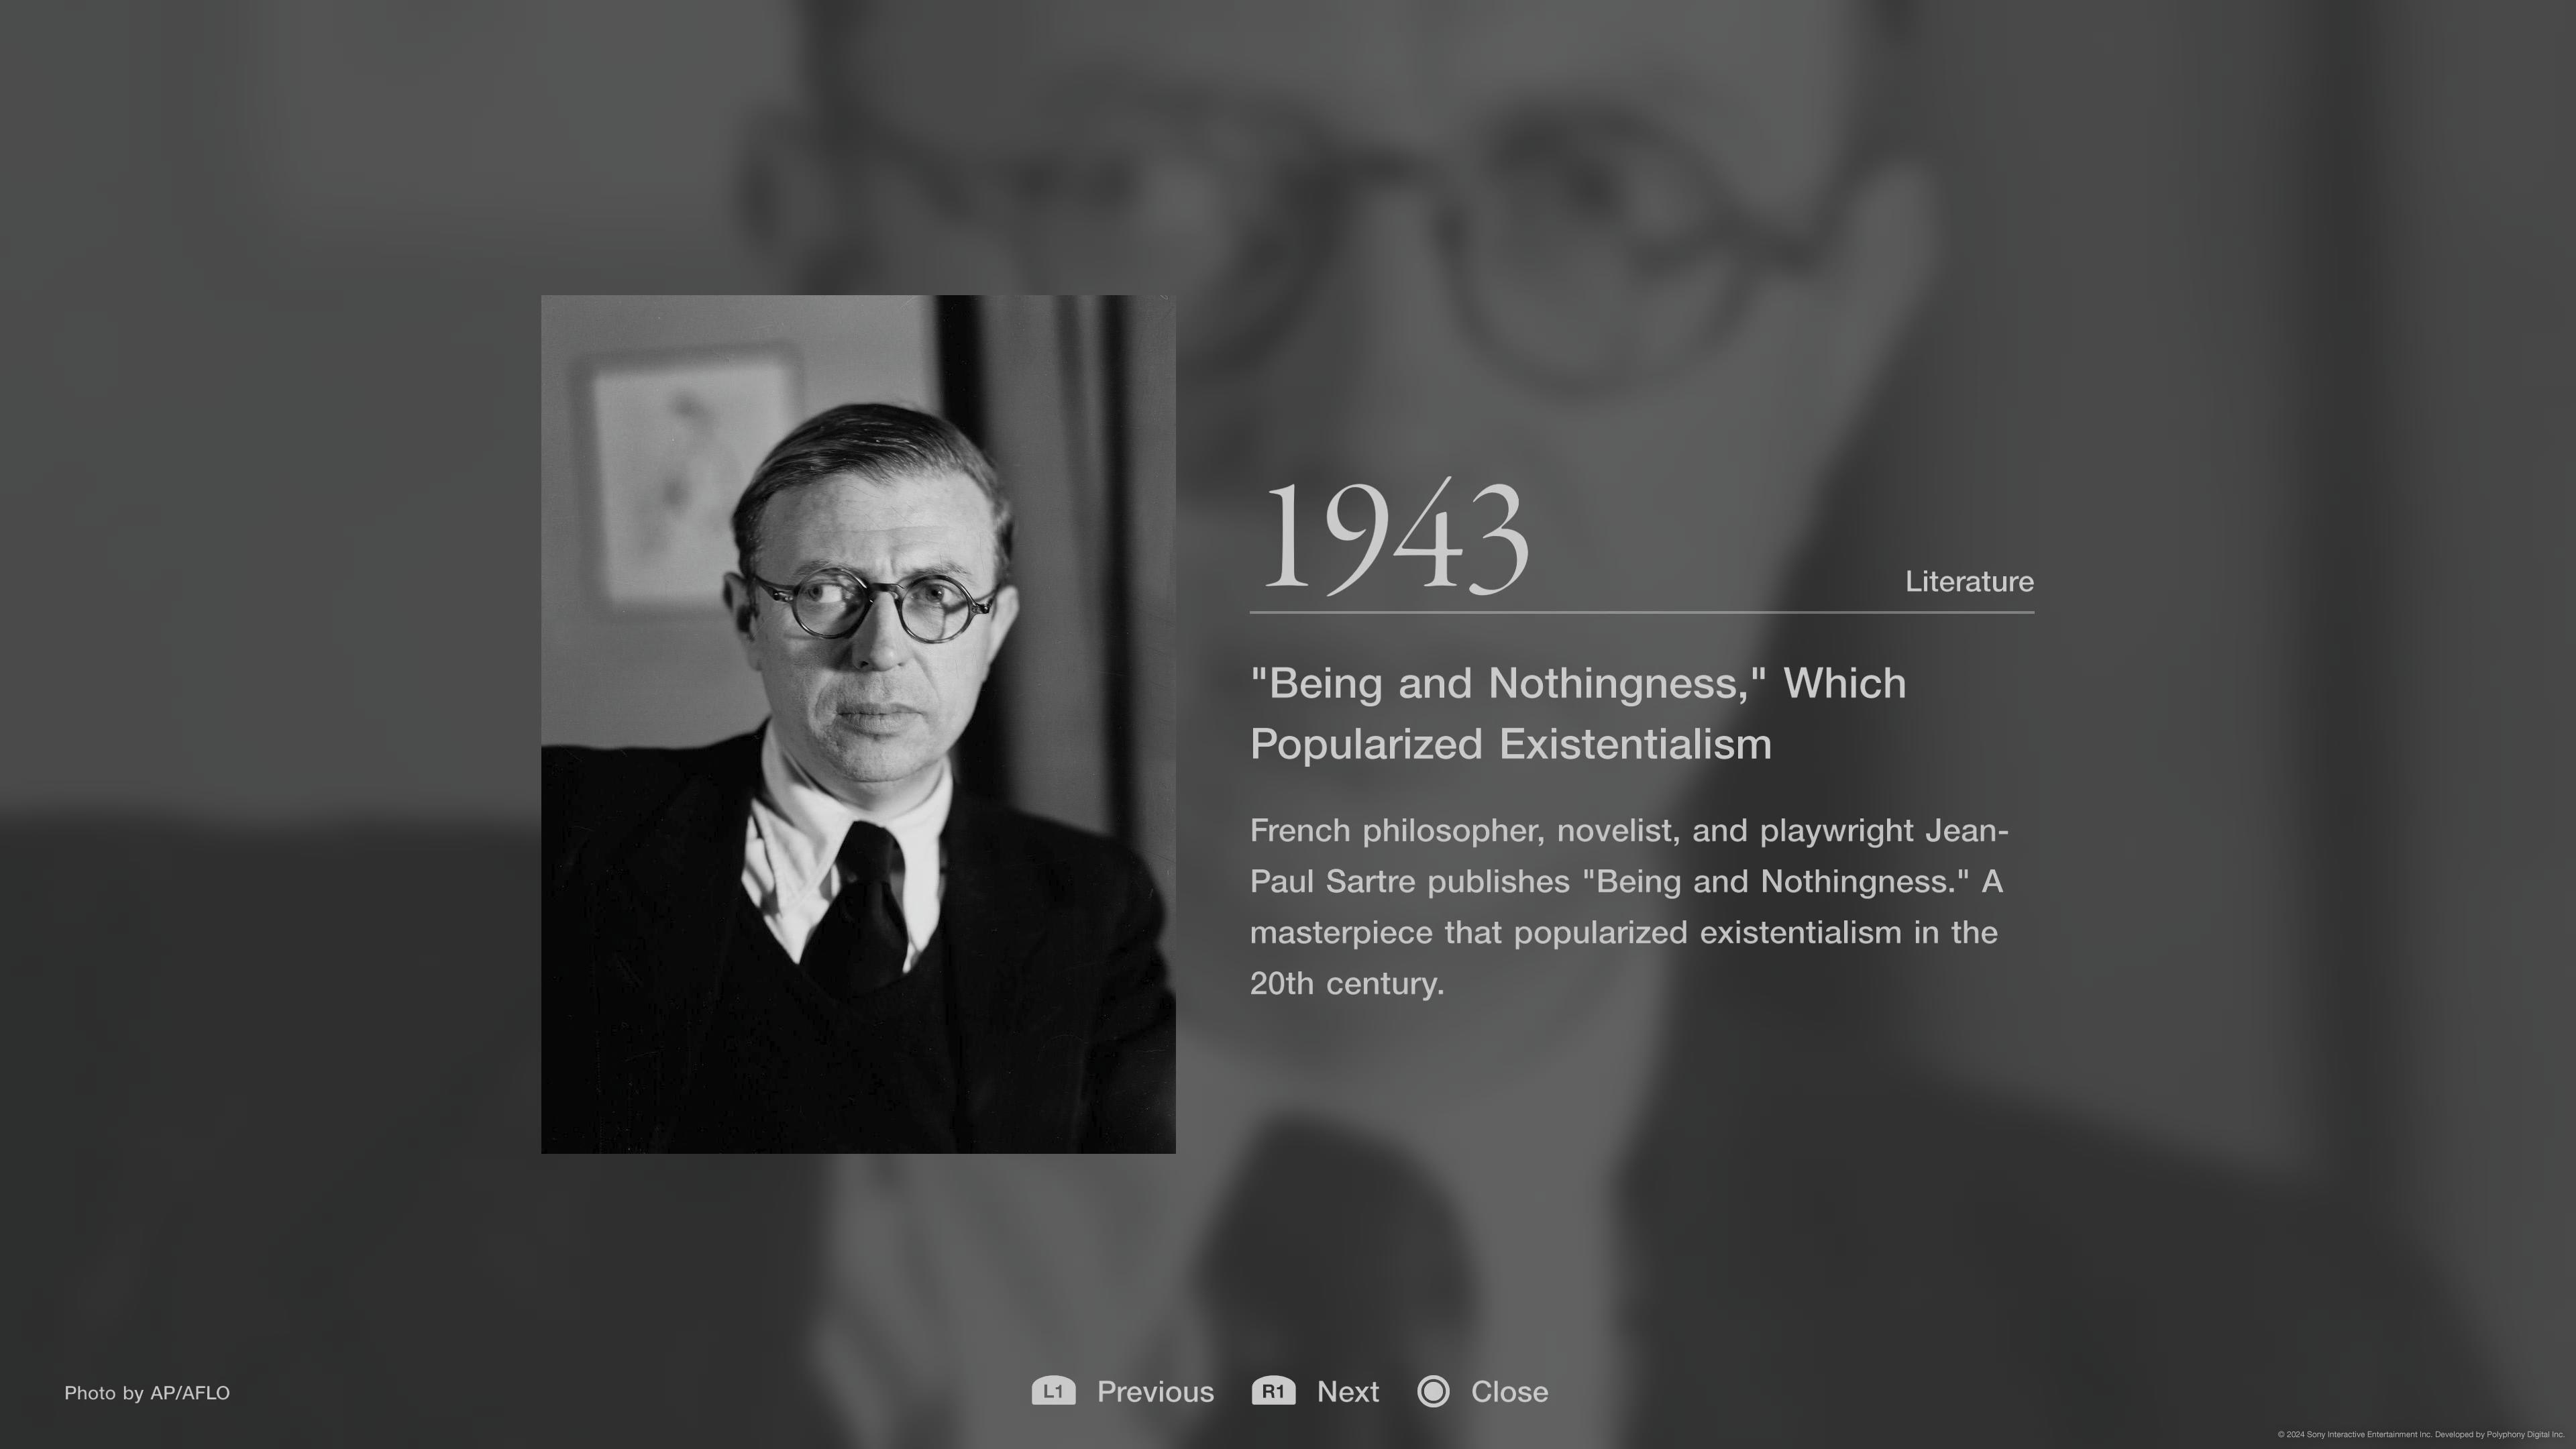 1943
Literature
"Being and Nothingness," Which
Popularized Existentialism
French philosopher, novelist, and playwright Jean-
Paul Sartre publishes "Being and Nothingness." A
masterpiece that popularized existentialism in the
20th century.
Photo by AP/AFLO
L1 Previous R1 Next Close
© 2024 Sony Interactive Entertainment Inc. Developed by Polyphony Digital Inc.